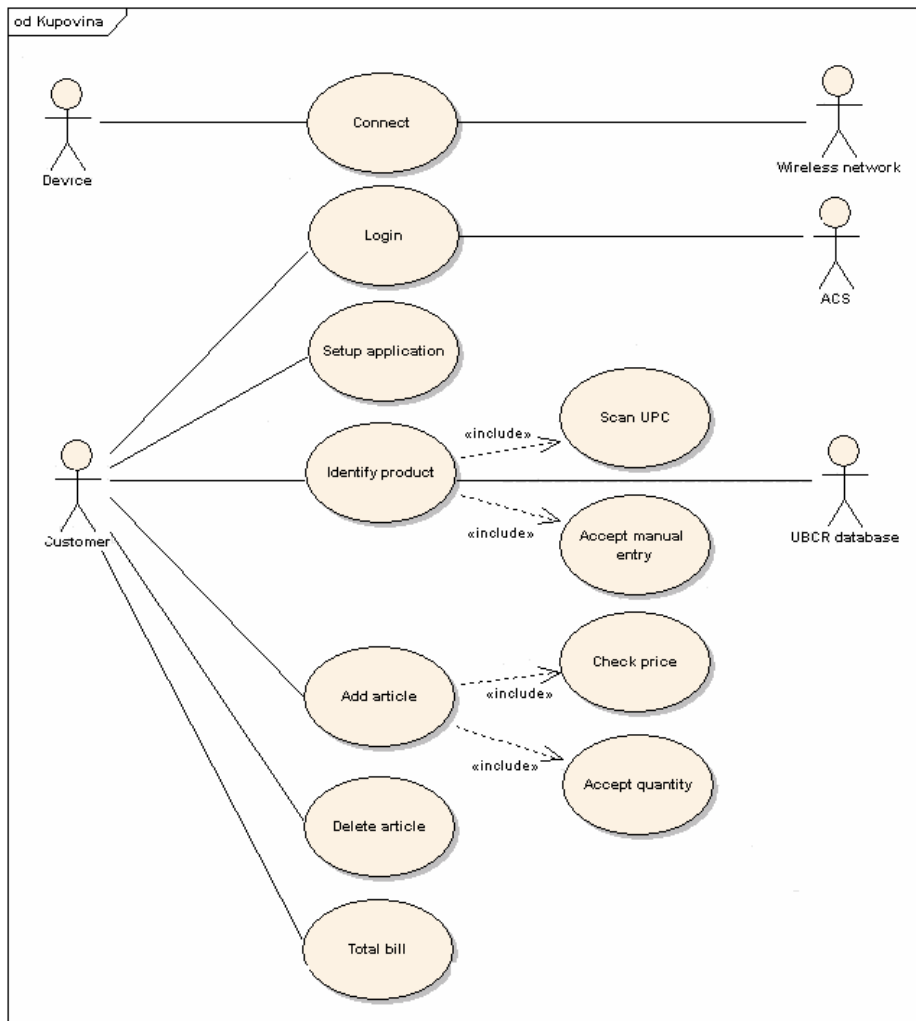 od Kupovina
Connect
Device
Wireless network
Login
ACS
Setup application
Scan UPC
«include»
Identify product
Customer
UBCR database
«include»
Accept manual
entry
Check price
Add article
«include»
«include»
Accept quantity
Delete article
Total bill